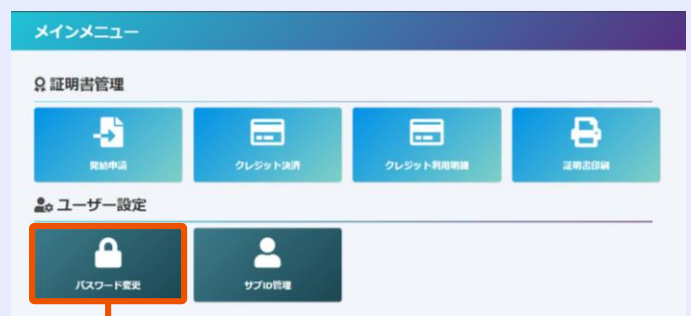 メインメニュー
証明書管理
発給申請
クレジット決済
クレジット利用明細
証明書印刷
ユーザー設定
パスワード変更
サブID管理